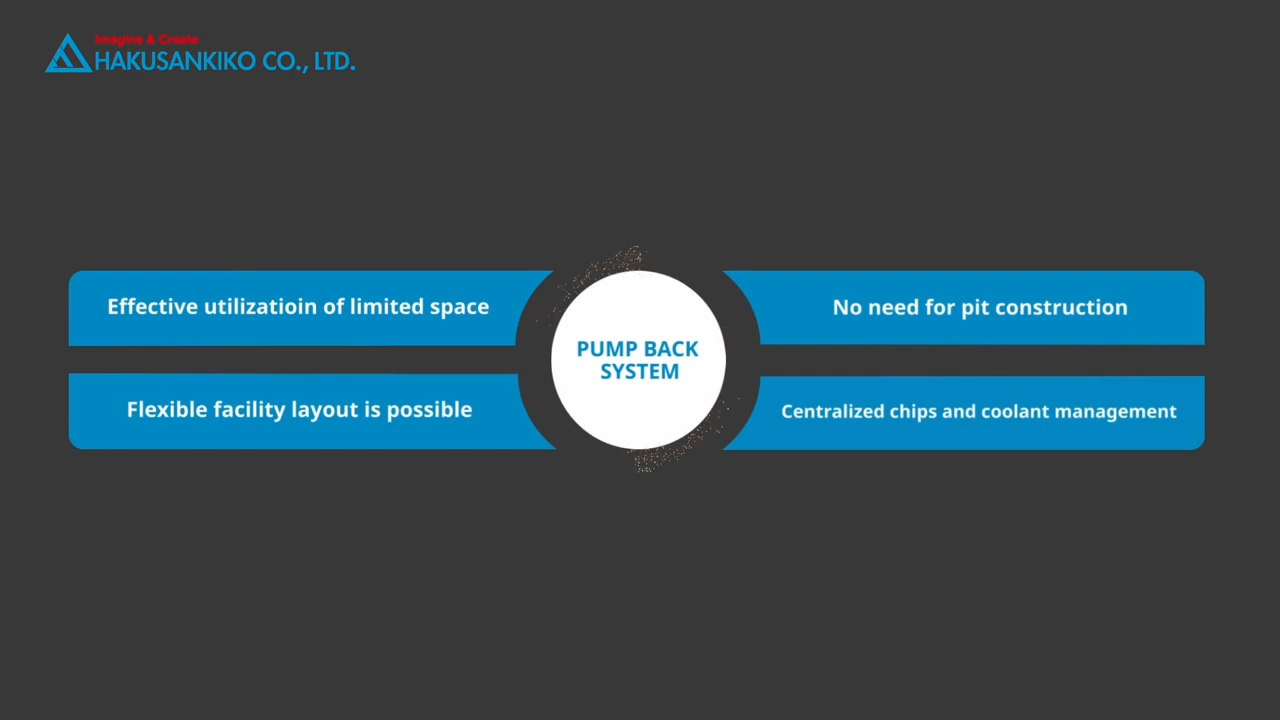 Imagine & Create
HAKUSANKIKO CO., LTD.
Effective utilizatioin of limited space
No need for pit construction
PUMP BACK
SYSTEM
Flexible facility layout is possible
Centralized chips and coolant management